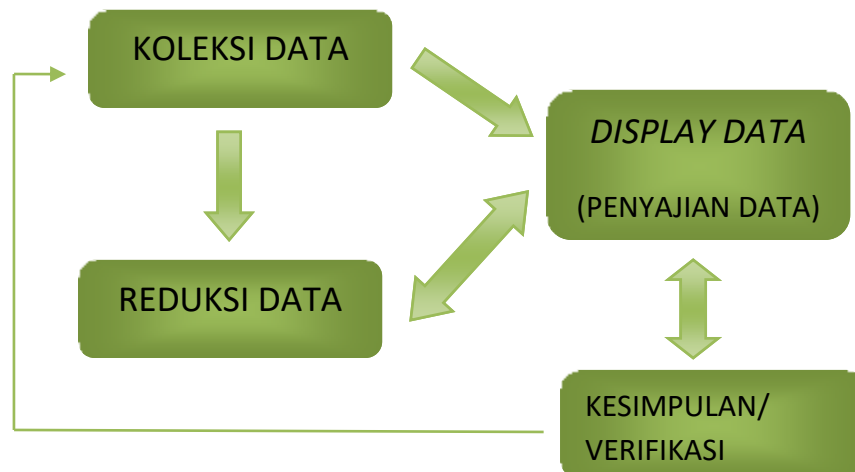 KOLEKSI DATA
DISPLAY DATA
(PENYAJIAN DATA)
REDUKSI DATA
KESIMPULAN/
VERIFIKASI